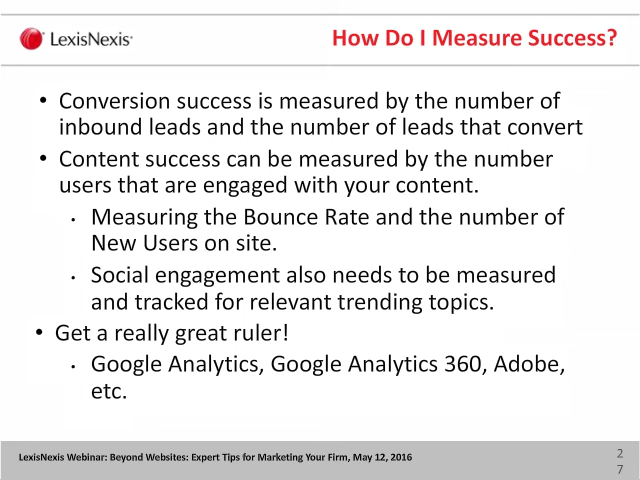 LexisNexis®
How Do I Measure Success?
• Conversion success is measured by the number of
inbound leads and the number of leads that convert
• Content success can be measured by the number
users that are engaged with your content.
• Measuring the Bounce Rate and the number of
New Users on site.
• Social engagement also needs to be measured
and tracked for relevant trending topics.
• Get a really great ruler!
• Google Analytics, Google Analytics 360, Adobe,
etc.
LexisNexis Webinar: Beyond Websites: Expert Tips for Marketing Your Firm, May 12, 2016
2
7